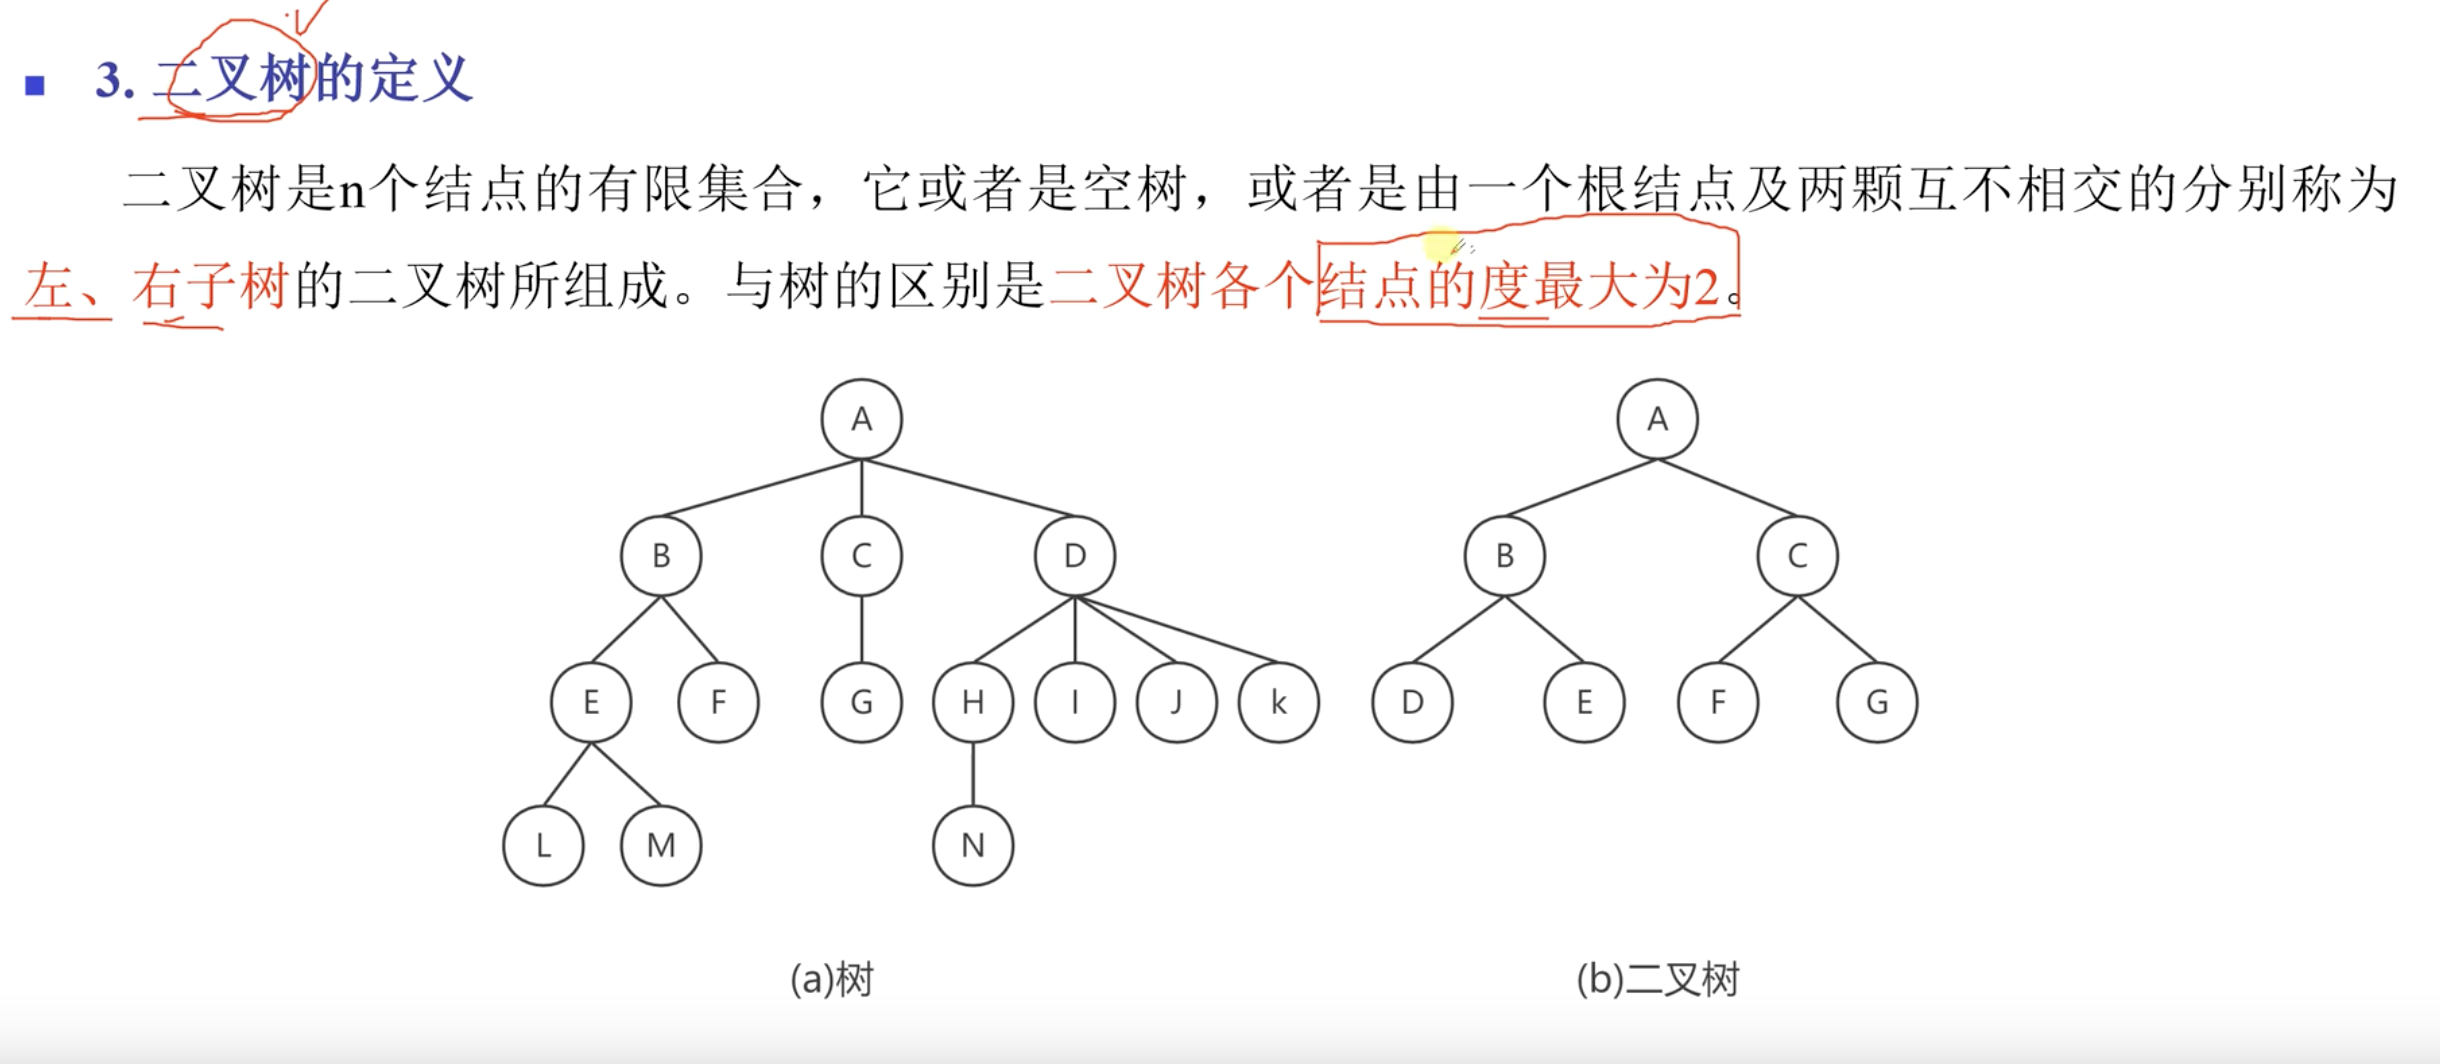 3. 二叉树的定义
二叉树是n个结点的有限集合，它或者是空树，或者是由一个根结点及两颗互不相交的分别称为
左、右子树的二叉树所组成。与树的区别是二叉树各个结点的度最大为2。
A A
B C D B C
E F G H I J k D E F G
L M N
(a)树 (b)二叉树